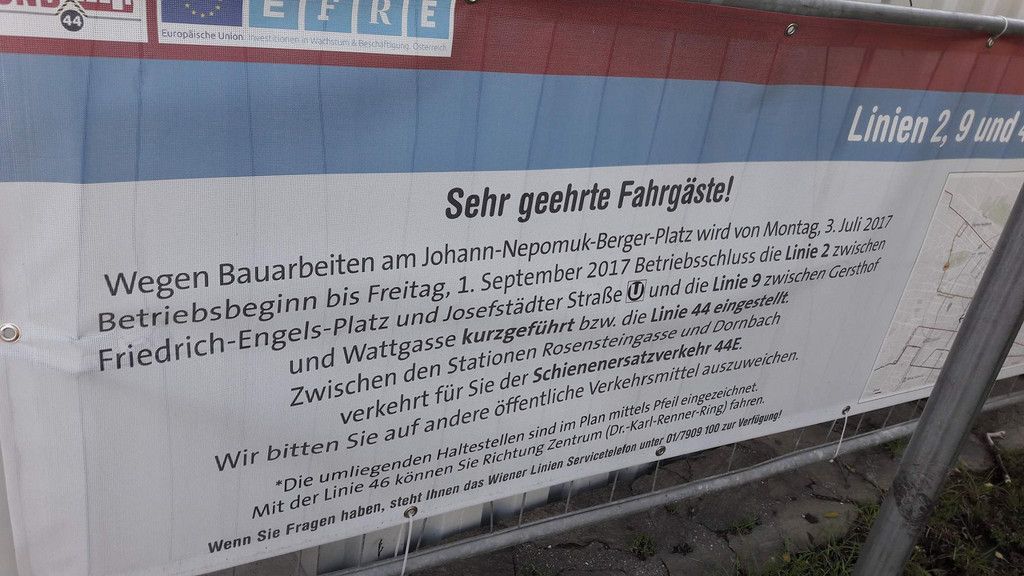 44
Europäische Union Investitionen in Wachstum & Beschäftigung. Österreich.
E F R E
Linien 2, 9 und
Sehr geehrte Fahrgäste!
Wegen Bauarbeiten am Johann-Nepomuk-Berger-Platz wird von Montag, 3. Juli 2017
Betriebsbeginn bis Freitag, 1. September 2017 Betriebsschluss die Linie 2 zwischen
Friedrich-Engels-Platz und Josefstädter Straße U und die Linie 9 zwischen Gersthof
und Wattgasse kurzgeführt bzw. die Linie 44 eingestellt.
Zwischen den Stationen Rosensteingasse und Dornbach
verkehrt für Sie der Schienenersatzverkehr 44E.
Wir bitten Sie auf andere öffentliche Verkehrsmittel auszuweichen.
*Die umliegenden Haltestellen sind im Plan mittels Pfeil eingezeichnet.
Mit der Linie 46 können Sie Richtung Zentrum (Dr.-Karl-Renner-Ring) fahren.
Wenn Sie Fragen haben, steht Ihnen das Wiener Linien Servicetelefon unter 01/7909 100 zur Verfügung!